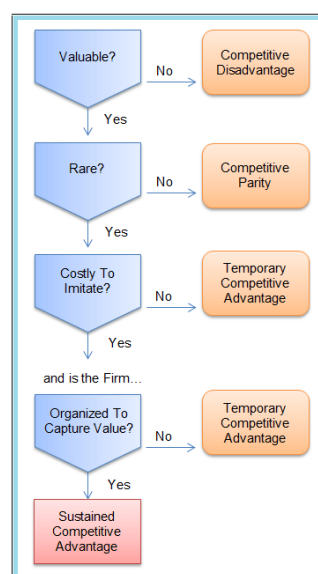 Valuable?
Competitive
Disadvantage
No
Yes
Rare?
Competitive
Parity
No
Yes
Costly To
Imitate?
Temporary
Competitive
Advantage
No
Yes
and is the Firm...
Organized To
Capture Value?
Temporary
Competitive
Advantage
No
Yes
Sustained
Competitive
Advantage